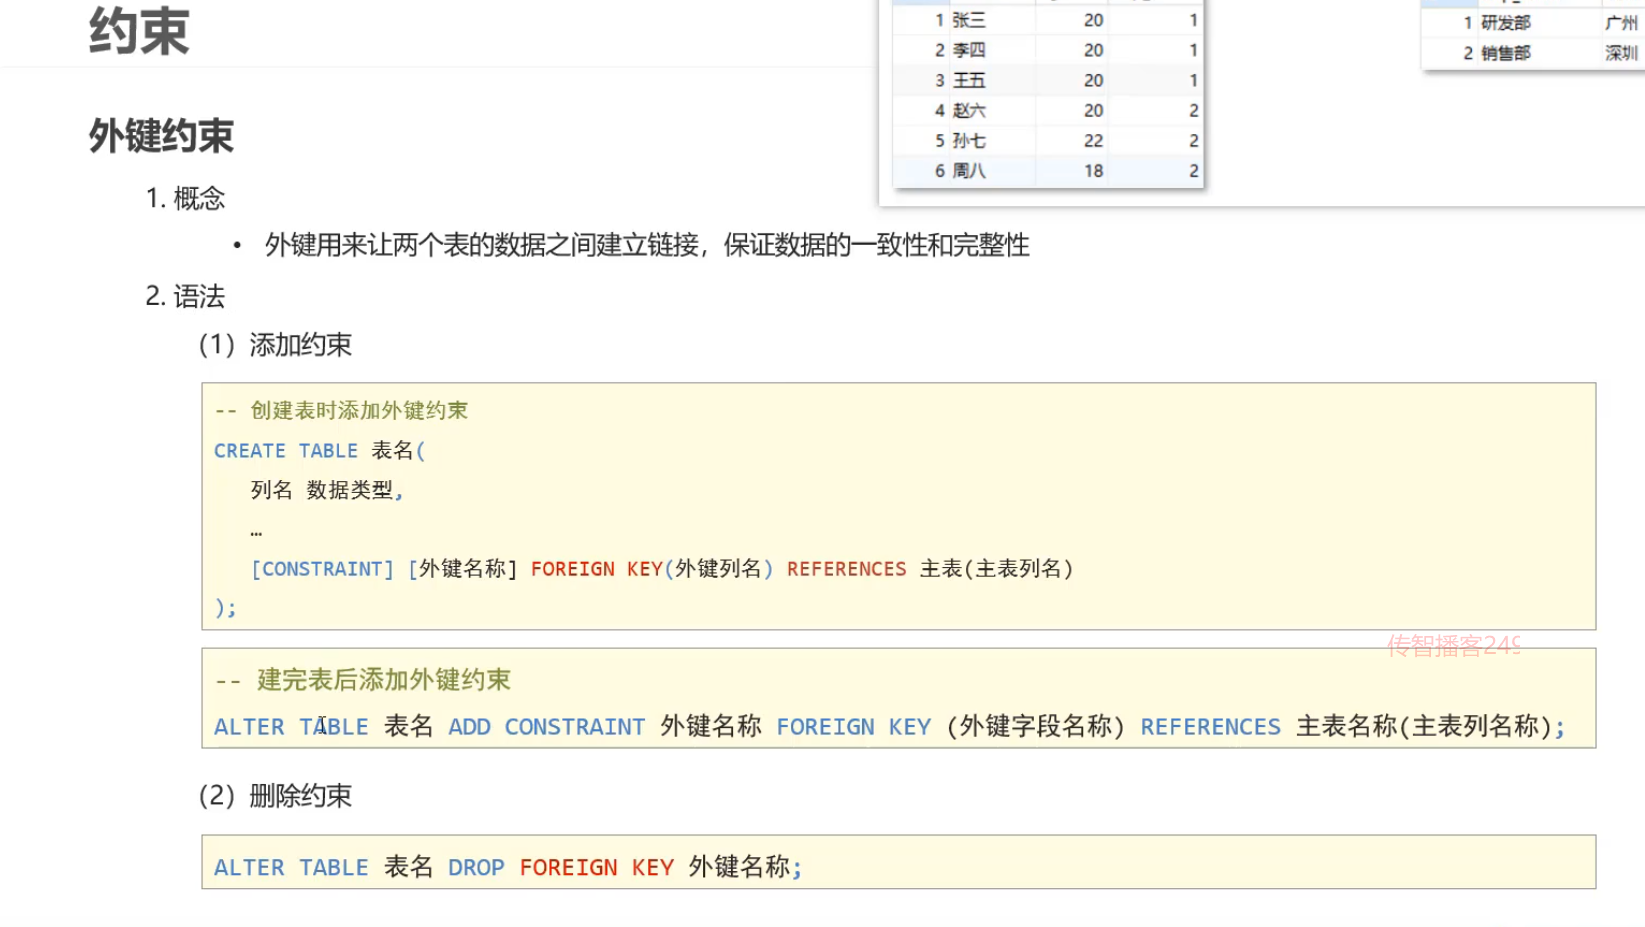 约束
1 张三 20 1
2 李四 20 1
3 王五 20 1
4 赵六 20 2
5 孙七 22 2
6 周八 18 2
1 研发部 广州
2 销售部 深圳
外键约束
1. 概念
• 外键用来让两个表的数据之间建立链接，保证数据的一致性和完整性
2. 语法
（1）添加约束
-- 创建表时添加外键约束
CREATE TABLE 表名(
列名 数据类型,
…
[CONSTRAINT] [外键名称] FOREIGN KEY(外键列名) REFERENCES 主表(主表列名)
);
传智播客249
-- 建完表后添加外键约束
ALTER TABLE 表名 ADD CONSTRAINT 外键名称 FOREIGN KEY (外键字段名称) REFERENCES 主表名称(主表列名称);
（2）删除约束
ALTER TABLE 表名 DROP FOREIGN KEY 外键名称;